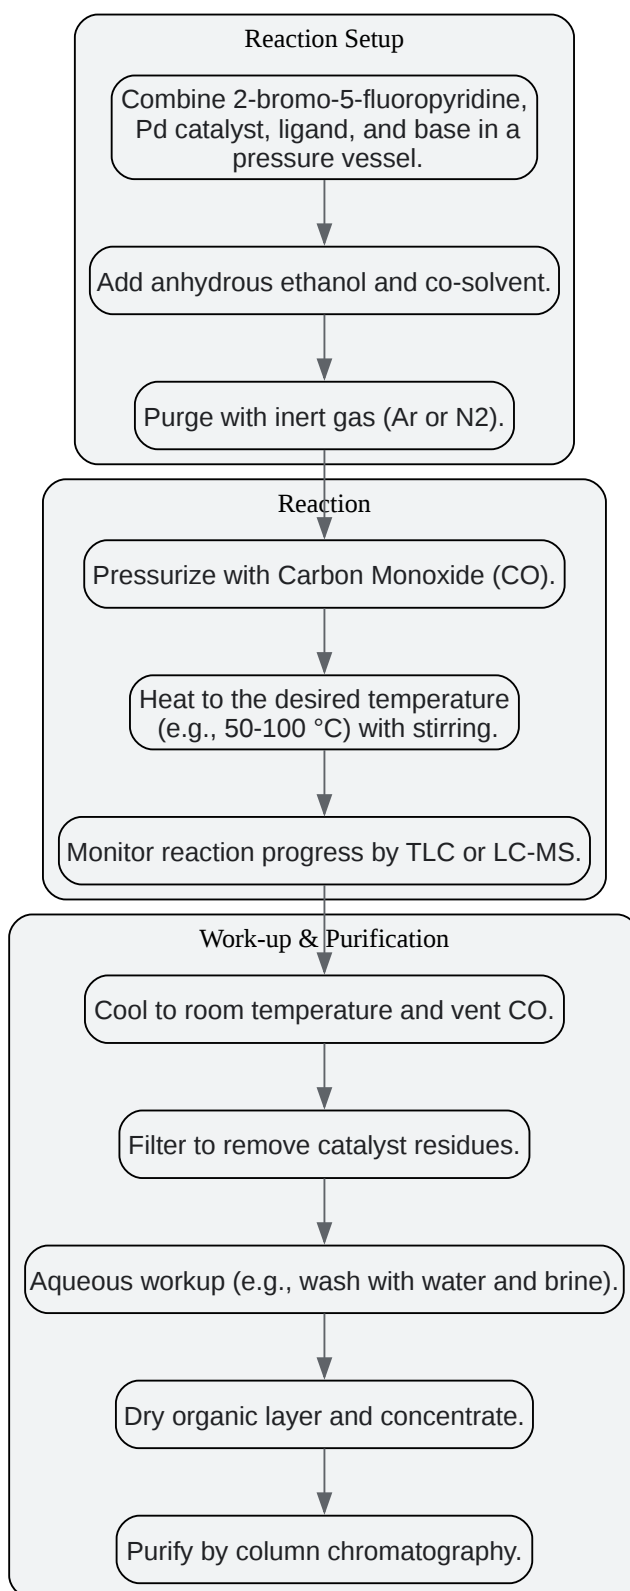 Reaction Setup
Combine 2-bromo-5-fluoropyridine,
Pd catalyst, ligand, and base in a
pressure vessel.
Add anhydrous ethanol and co-solvent.
Purge with inert gas (Ar or N2).
Reaction
Pressurize with Carbon Monoxide (CO).
Heat to the desired temperature
(e.g., 50-100 °C) with stirring.
Monitor reaction progress by TLC or LC-MS.
Work-up & Purification
Cool to room temperature and vent CO.
Filter to remove catalyst residues.
Aqueous workup (e.g., wash with water and brine).
Dry organic layer and concentrate.
Purify by column chromatography.